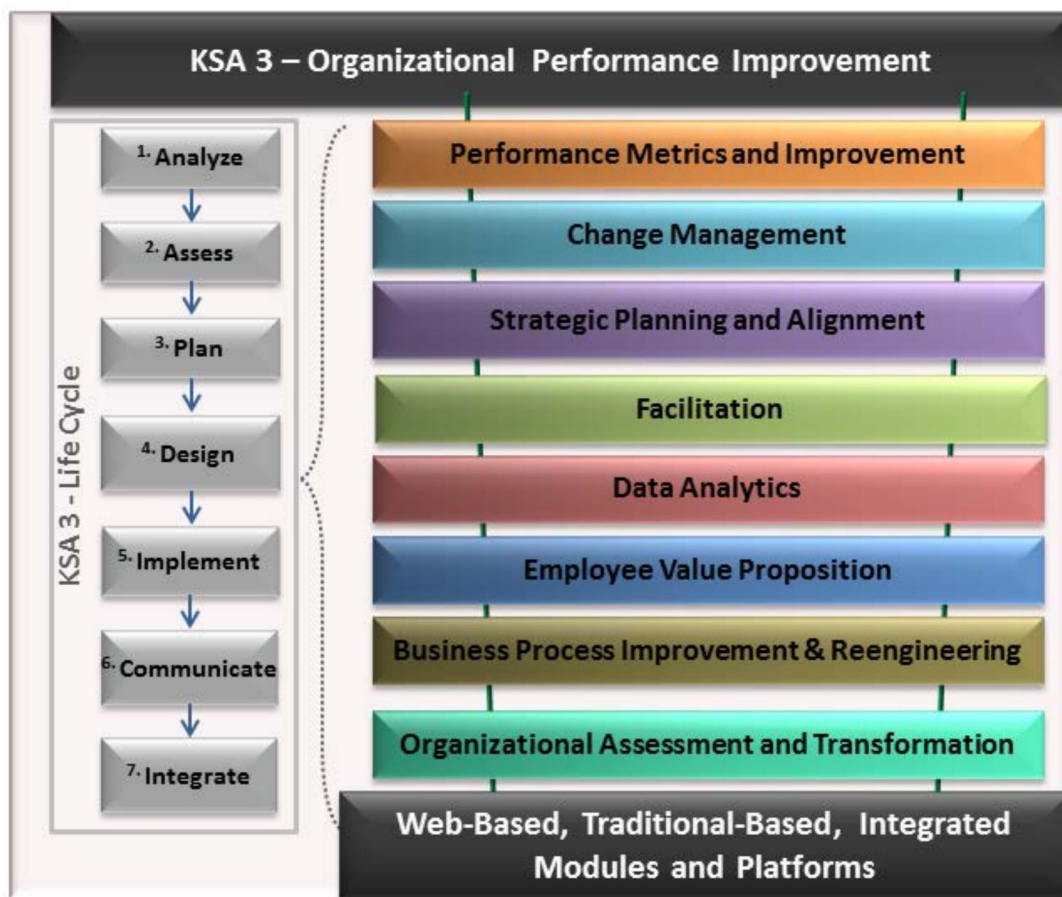 KSA 3 – Organizational Performance Improvement
KSA 3 - Life Cycle
1. Analyze
2. Assess
3. Plan
4. Design
5. Implement
6. Communicate
7. Integrate
Performance Metrics and Improvement
Change Management
Strategic Planning and Alignment
Facilitation
Data Analytics
Employee Value Proposition
Business Process Improvement & Reengineering
Organizational Assessment and Transformation
Web-Based, Traditional-Based, Integrated
Modules and Platforms